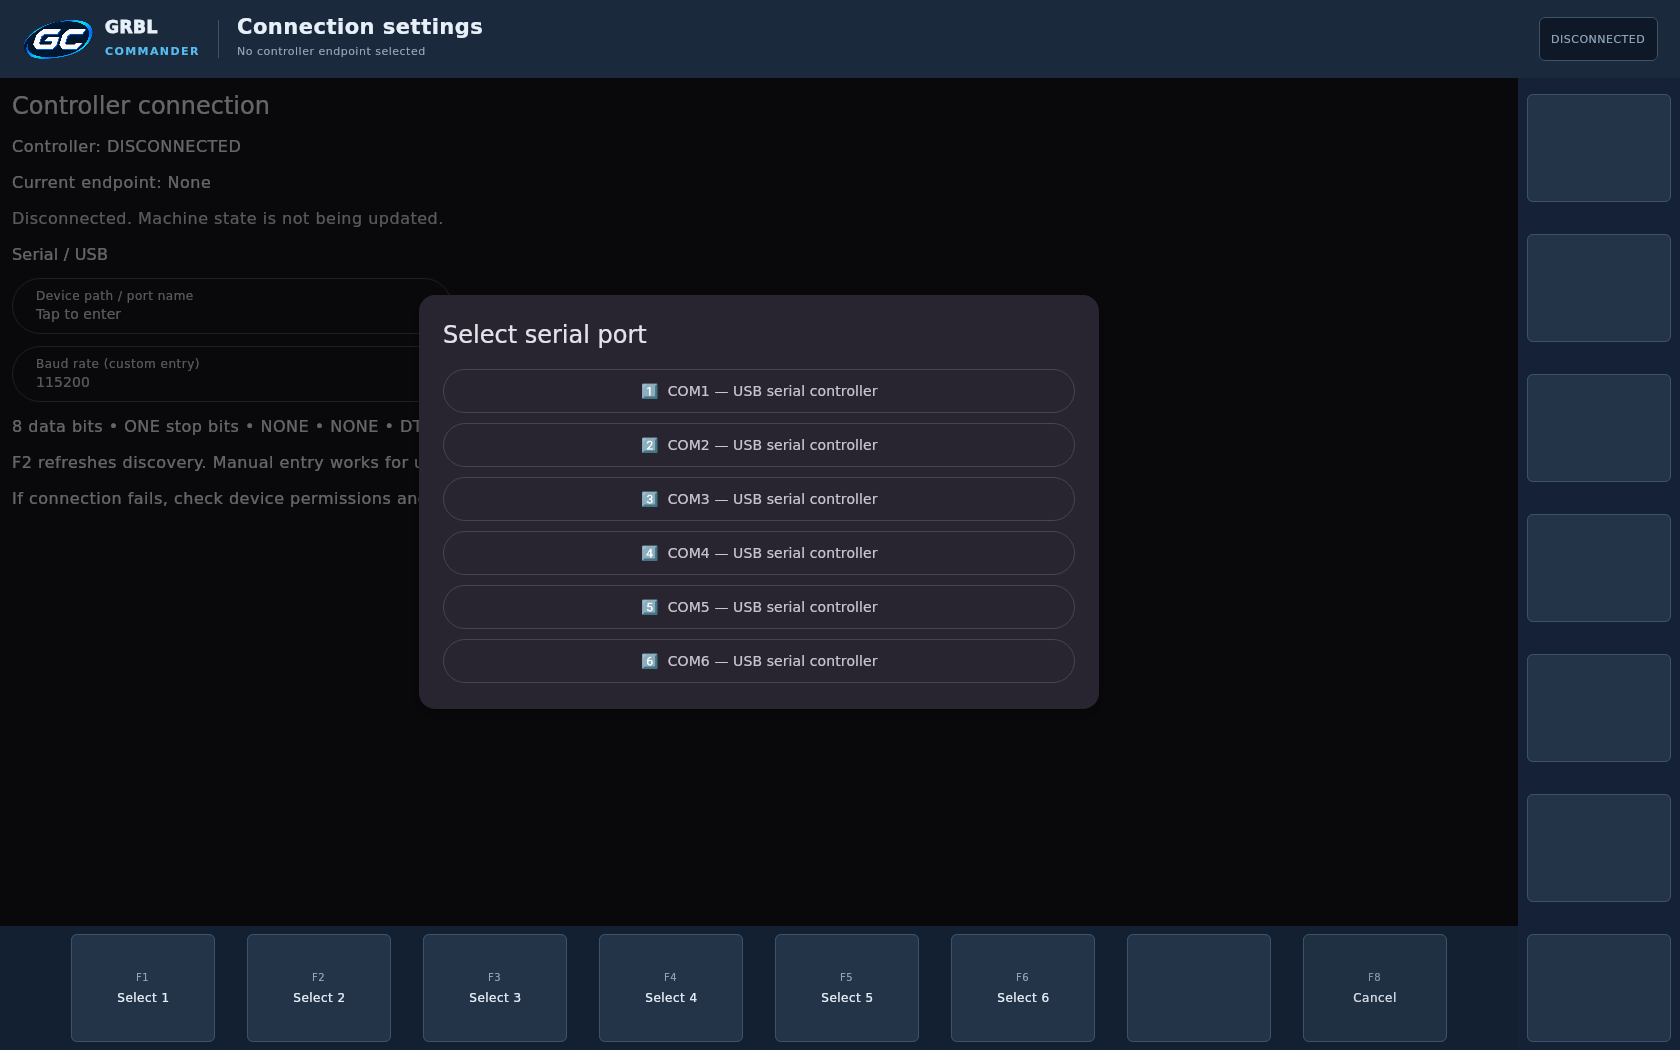 GC
GRBL
COMMANDER
Connection settings
No controller endpoint selected
DISCONNECTED
Controller connection
Controller: DISCONNECTED
Current endpoint: None
Disconnected. Machine state is not being updated.
Serial / USB
Device path / port name
Tap to enter
Baud rate (custom entry)
115200
8 data bits • ONE stop bits • NONE • NONE •
F2 refreshes discovery. Manual entry works for
If connection fails, check device permissions
Select serial port
1 COM1 — USB serial controller
2 COM2 — USB serial controller
3 COM3 — USB serial controller
4 COM4 — USB serial controller
5 COM5 — USB serial controller
6 COM6 — USB serial controller
F1
Select 1
F2
Select 2
F3
Select 3
F4
Select 4
F5
Select 5
F6
Select 6
F8
Cancel